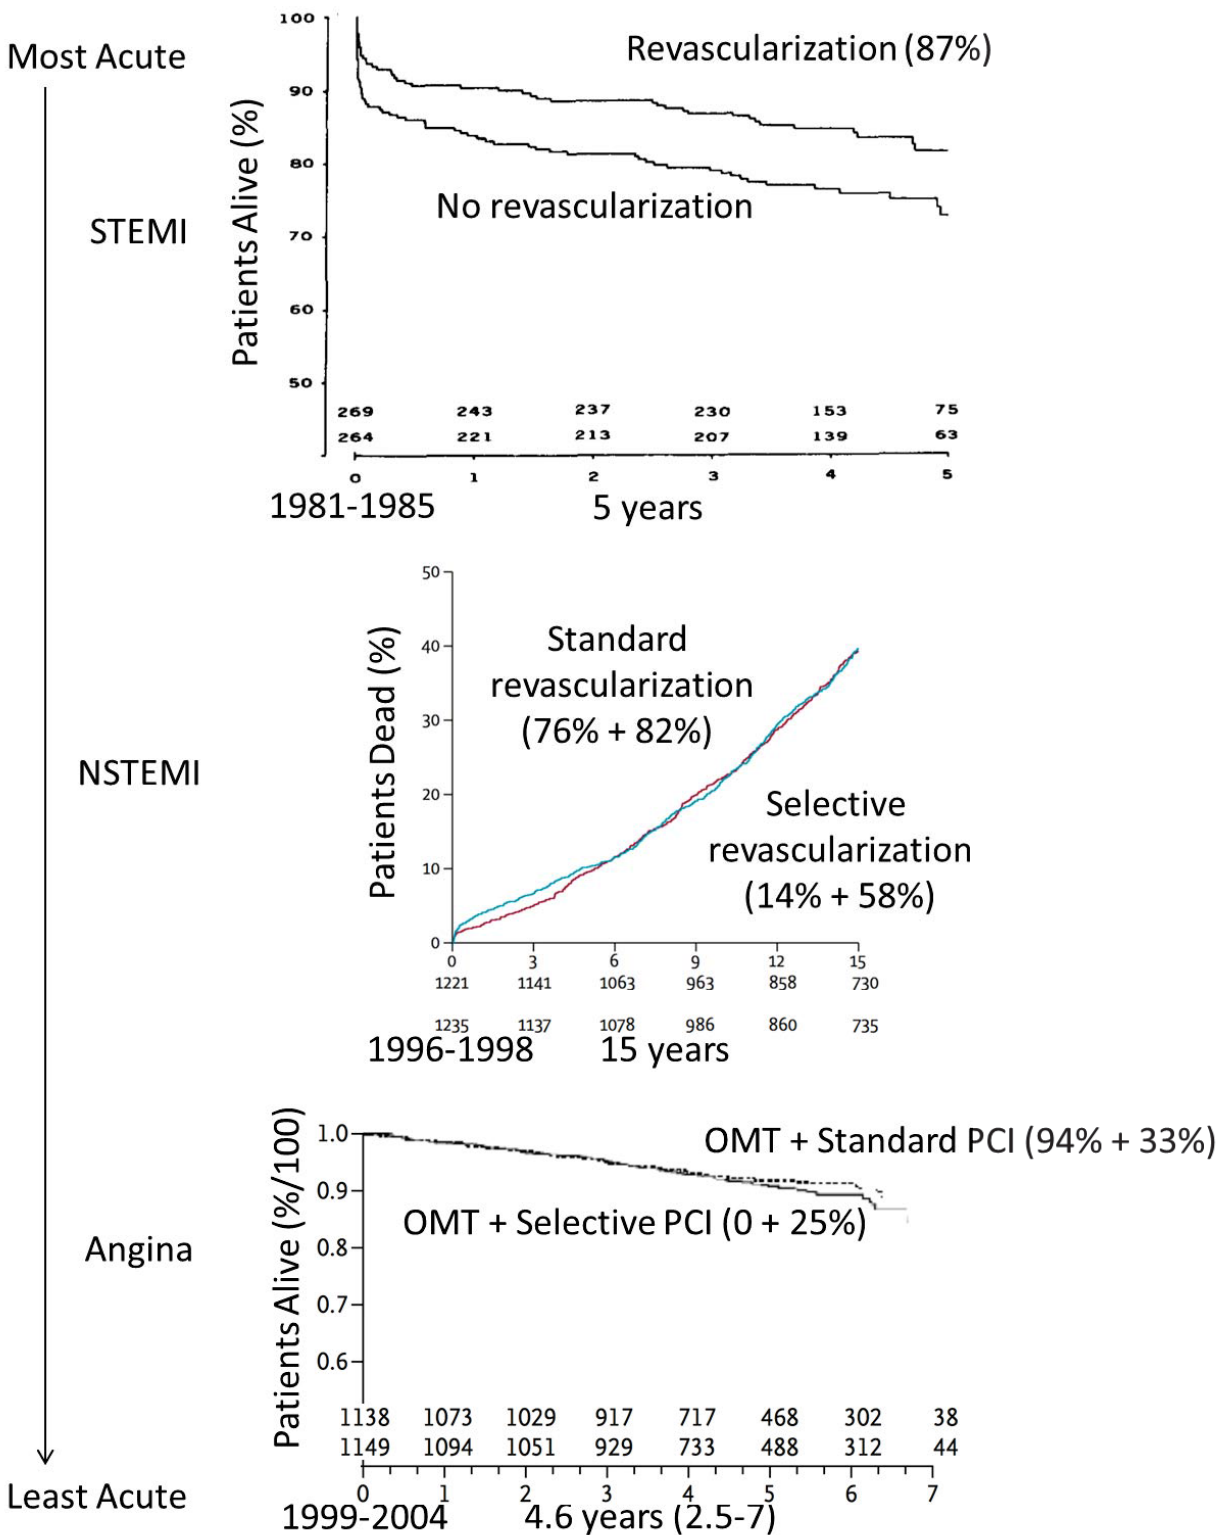 Most Acute
STEMI
NSTEMI
Angina
Least Acute
Patients Alive (%)
100
90
80
70
60
50
Revascularization (87%)
No revascularization
269 243 237 230 153 75
264 221 213 207 139 63
0 1 2 3 4 5
1981-1985 5 years
Patients Dead (%)
50
40
30
20
10
0
Standard
revascularization
(76% + 82%)
Selective
revascularization
(14% + 58%)
0 3 6 9 12 15
1221 1141 1063 963 858 730
1235 1137 1078 986 860 735
1996-1998 15 years
Patients Alive (%/100)
1.0
0.9
0.8
0.7
0.6
OMT + Standard PCI (94% + 33%)
OMT + Selective PCI (0 + 25%)
1138 1073 1029 917 717 468 302 38
1149 1094 1051 929 733 488 312 44
0 1 2 3 4 5 6 7
1999-2004 4.6 years (2.5-7)